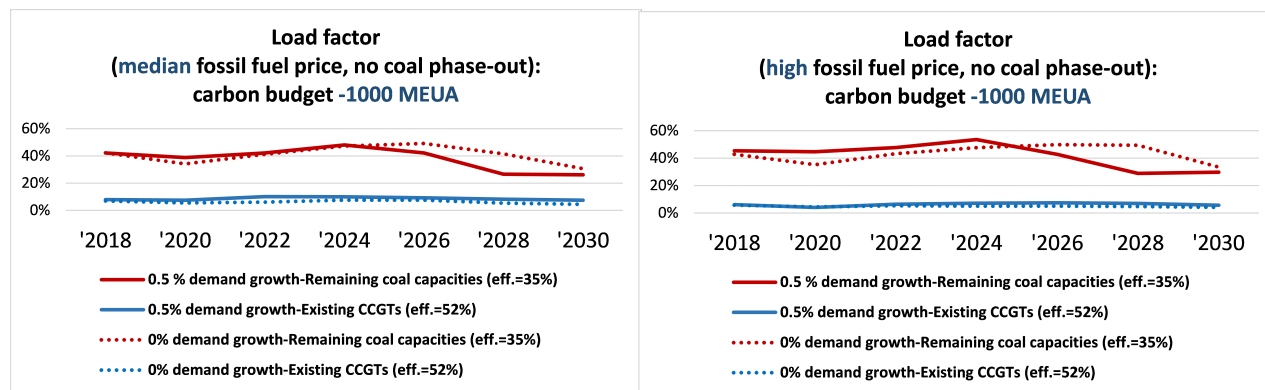 Load factor
(median fossil fuel price, no coal phase-out):
carbon budget -1000 MEUA
60%
40%
20%
0%
'2018 '2020 '2022 '2024 '2026 '2028 '2030
0.5 % demand growth-Remaining coal capacities (eff.=35%)
0.5% demand growth-Existing CCGTs (eff.=52%)
0% demand growth-Remaining coal capacities (eff.=35%)
0% demand growth-Existing CCGTs (eff.=52%)
Load factor
(high fossil fuel price, no coal phase-out):
carbon budget -1000 MEUA
60%
40%
20%
0%
'2018 '2020 '2022 '2024 '2026 '2028 '2030
0.5 % demand growth-Remaining coal capacities (eff.=35%)
0.5% demand growth-Existing CCGTs (eff.=52%)
0% demand growth-Remaining coal capacities (eff.=35%)
0% demand growth-Existing CCGTs (eff.=52%)